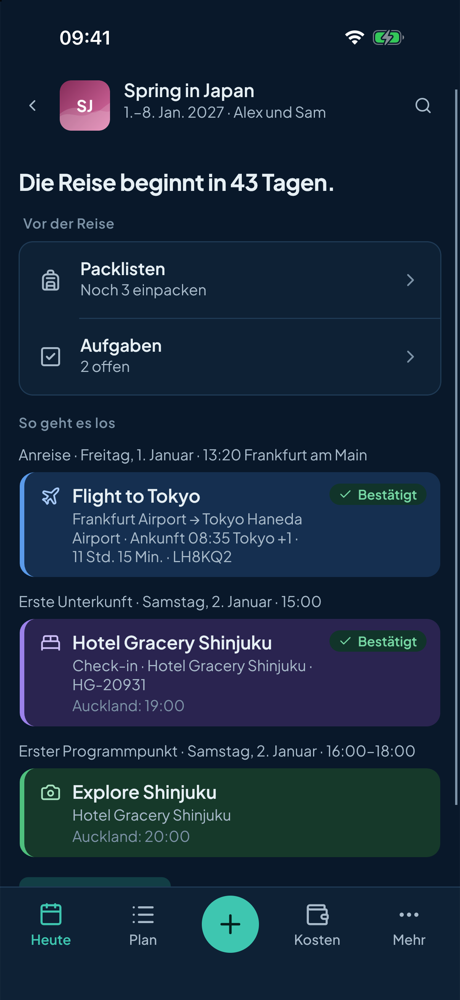 09:41
SJ
Spring in Japan
1.–8. Jan. 2027 · Alex und Sam
Die Reise beginnt in 43 Tagen.
Vor der Reise
Packlisten
Noch 3 einpacken
Aufgaben
2 offen
So geht es los
Anreise · Freitag, 1. Januar · 13:20 Frankfurt am Main
Flight to Tokyo
Bestätigt
Frankfurt Airport → Tokyo Haneda
Airport · Ankunft 08:35 Tokyo +1 ·
11 Std. 15 Min. · LH8KQ2
Erste Unterkunft · Samstag, 2. Januar · 15:00
Hotel Gracery Shinjuku
Bestätigt
Check-in · Hotel Gracery Shinjuku ·
HG-20931
Auckland: 19:00
Erster Programmpunkt · Samstag, 2. Januar · 16:00–18:00
Explore Shinjuku
Hotel Gracery Shinjuku
Auckland: 20:00
Heute
Plan
Kosten
Mehr